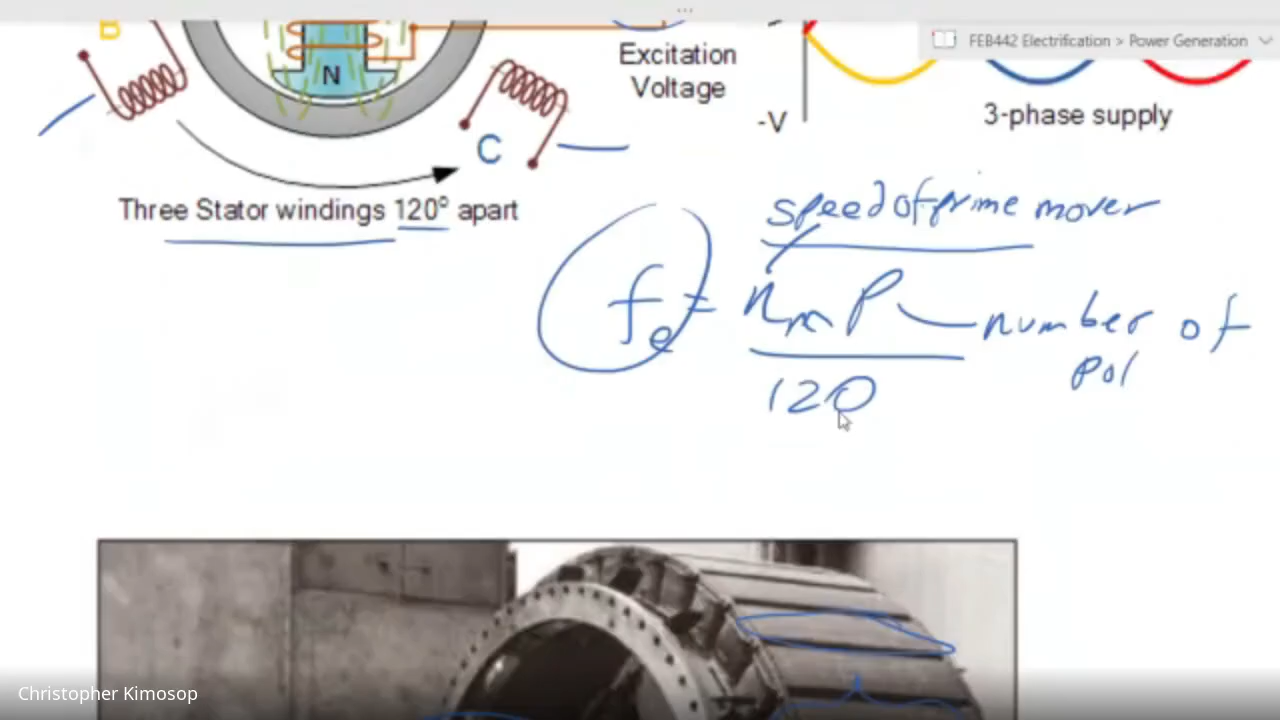 B
N
Excitation
Voltage
FEB442 Electrification > Power Generation
C
-V
3-phase supply
Three Stator windings 120° apart
speed of prime mover
fe = nmP number of
pol
120
Christopher Kimosop